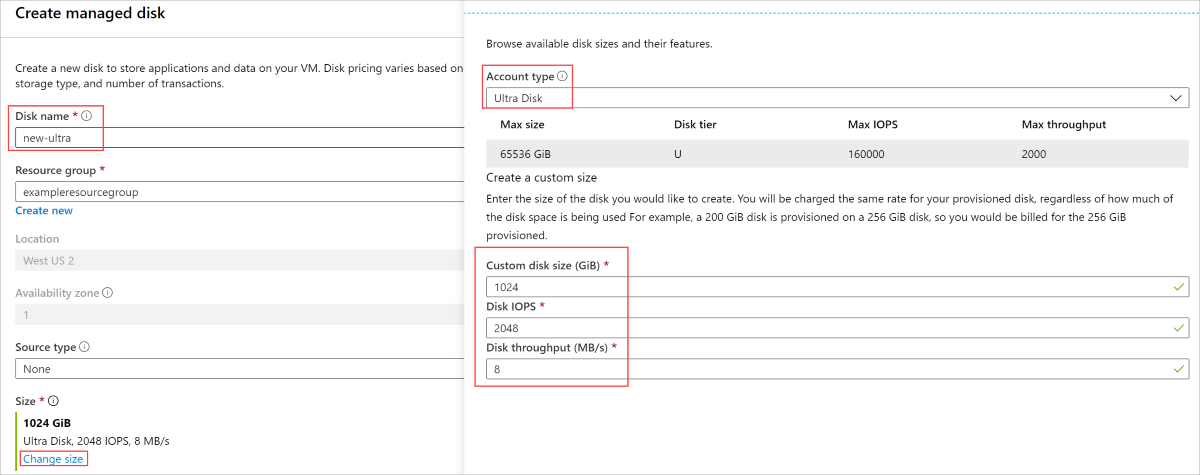 Create managed disk
Create a new disk to store applications and data on your VM. Disk pricing varies based on
storage type, and number of transactions.
Disk name *
new-ultra
Resource group *
exampleresourcegroup
Create new
Location
West US 2
Availability zone
1
Source type
None
Size *
1024 GiB
Ultra Disk, 2048 IOPS, 8 MB/s
Change size
Browse available disk sizes and their features.
Account type
Ultra Disk
Max size Disk tier Max IOPS Max throughput
65536 GiB U 160000 2000
Create a custom size
Enter the size of the disk you would like to create. You will be charged the same rate for your provisioned disk, regardless of how much of
the disk space is being used For example, a 200 GiB disk is provisioned on a 256 GiB disk, so you would be billed for the 256 GiB
provisioned.
Custom disk size (GiB) *
1024
Disk IOPS *
2048
Disk throughput (MB/s) *
8